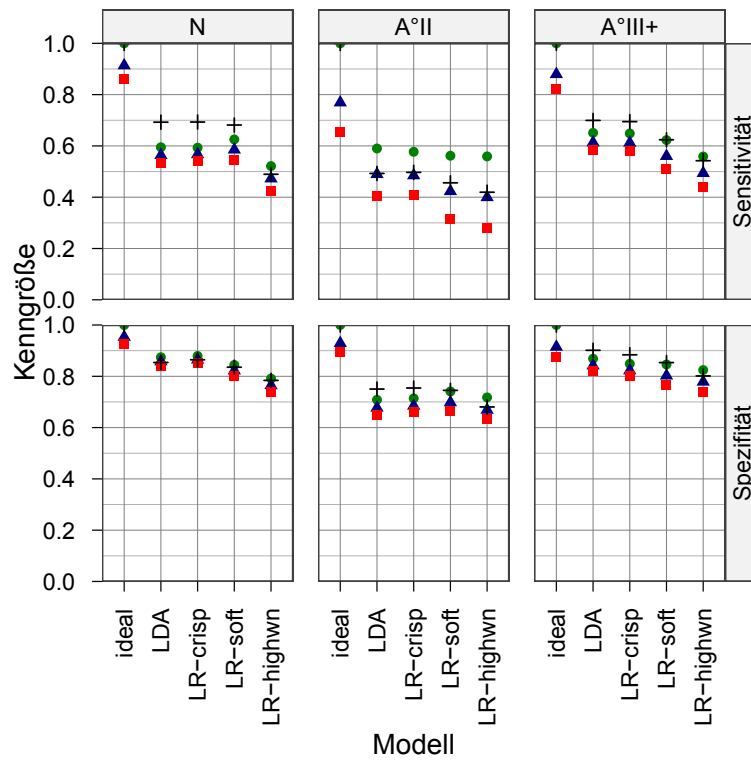 N A°II A°III+
Kenngröße
1.0
0.8
0.6
0.4
0.2
0.0
Sensitivität
1.0
0.8
0.6
0.4
0.2
0.0
Spezifität
ideal LDA LR−crisp LR−soft LR−highwn
ideal LDA LR−crisp LR−soft LR−highwn
ideal LDA LR−crisp LR−soft LR−highwn
Modell